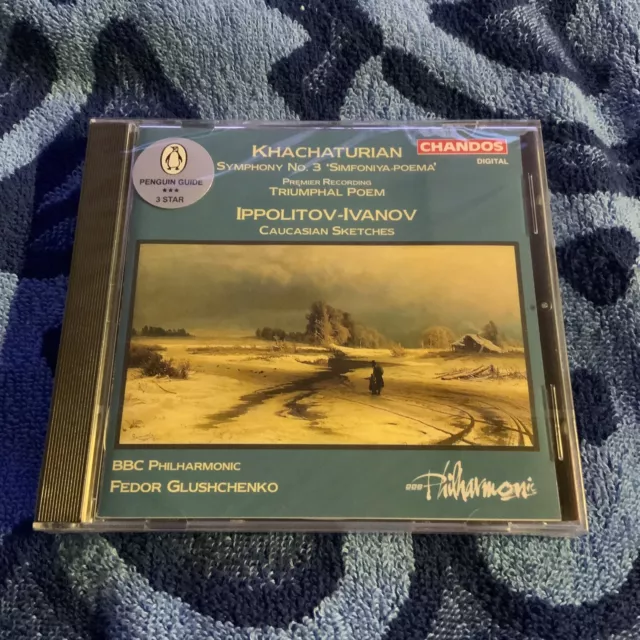 PENGUIN GUIDE
★★★
3 STAR
KHACHATURIAN
SYMPHONY NO. 3 'SIMFONIYA-POEMA'
PREMIER RECORDING
TRIUMPHAL POEM
IPPOLITOV-IVANOV
CAUCASIAN SKETCHES
CHANDOS
DIGITAL
BBC PHILHARMONIC
FEDOR GLUSHCHENKO
BBC Philharmonic